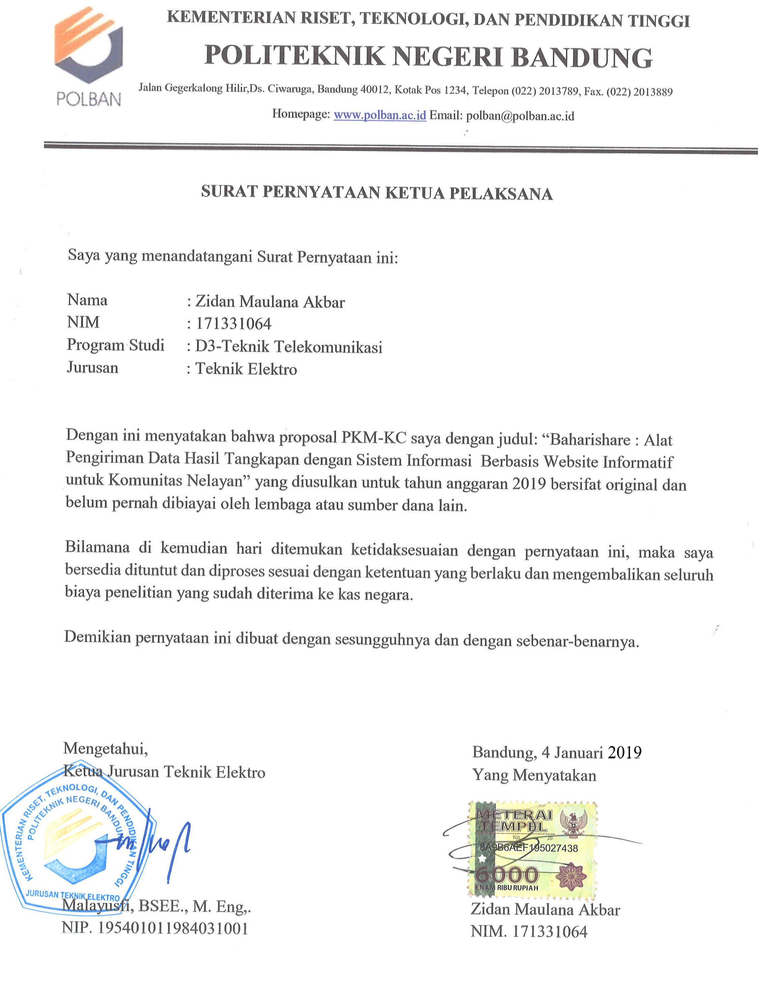 KEMENTERIAN RISET, TEKNOLOGI, DAN PENDIDIKAN TINGGI
POLITEKNIK NEGERI BANDUNG
Jalan Gegerkalong Hilir,Ds. Ciwaruga, Bandung 40012, Kotak Pos 1234, Telepon (022) 2013789, Fax. (022) 2013889
Homepage: www.polban.ac.id Email: polban@polban.ac.id
POLBAN
SURAT PERNYATAAN KETUA PELAKSANA
Saya yang menandatangani Surat Pernyataan ini:
Nama : Zidan Maulana Akbar
NIM : 171331064
Program Studi : D3-Teknik Telekomunikasi
Jurusan : Teknik Elektro
Dengan ini menyatakan bahwa proposal PKM-KC saya dengan judul: “Baharishare : Alat
Pengiriman Data Hasil Tangkapan dengan Sistem Informasi Berbasis Website Informatif
untuk Komunitas Nelayan” yang diusulkan untuk tahun anggaran 2019 bersifat original dan
belum pernah dibiayai oleh lembaga atau sumber dana lain.
Bilamana di kemudian hari ditemukan ketidaksesuaian dengan pernyataan ini, maka saya
bersedia dituntut dan diproses sesuai dengan ketentuan yang berlaku dan mengembalikan seluruh
biaya penelitian yang sudah diterima ke kas negara.
Demikian pernyataan ini dibuat dengan sesungguhnya dan dengan sebenar-benarnya.
Mengetahui,
Ketua Jurusan Teknik Elektro
KEMENTERIAN RISET, TEKNOLOGI, DAN PENDIDIKAN TINGGI
POLITEKNIK NEGERI BANDUNG
JURUSAN TEKNIK ELEKTRO
Malayusfi, BSEE., M. Eng,.
NIP. 195401011984031001
Bandung, 4 Januari 2019
Yang Menyatakan
METERAI
TEMPEL
TGL 20
8A9B6AEF195027438
6000
ENAM RIBU RUPIAH
Zidan Maulana Akbar
NIM. 171331064